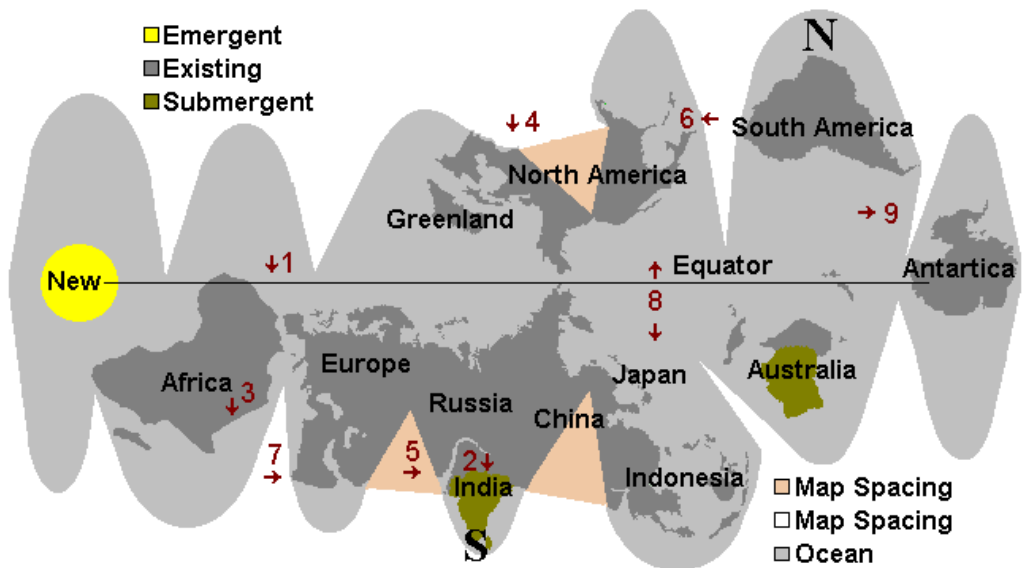 Emergent
Existing
Submergent
N
4
6
South America
North America
Greenland
9
1
Equator
Antartica
New
8
Europe
Africa
3
Japan
Australia
Russia
China
7
5
2
India
Indonesia
S
Map Spacing
Map Spacing
Ocean